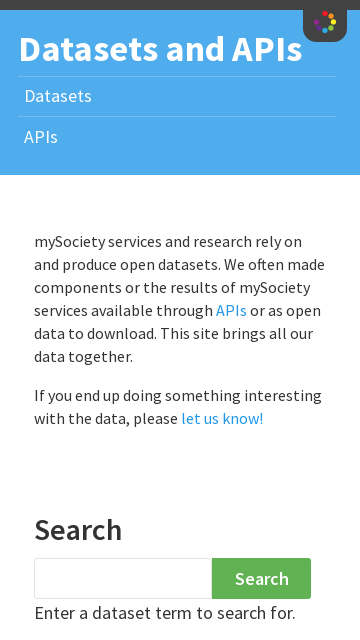 Datasets and APIs
Datasets
APIs
mySociety services and research rely on
and produce open datasets. We often made
components or the results of mySociety
services available through APIs or as open
data to download. This site brings all our
data together.
If you end up doing something interesting
with the data, please let us know!
Search
Search
Enter a dataset term to search for.